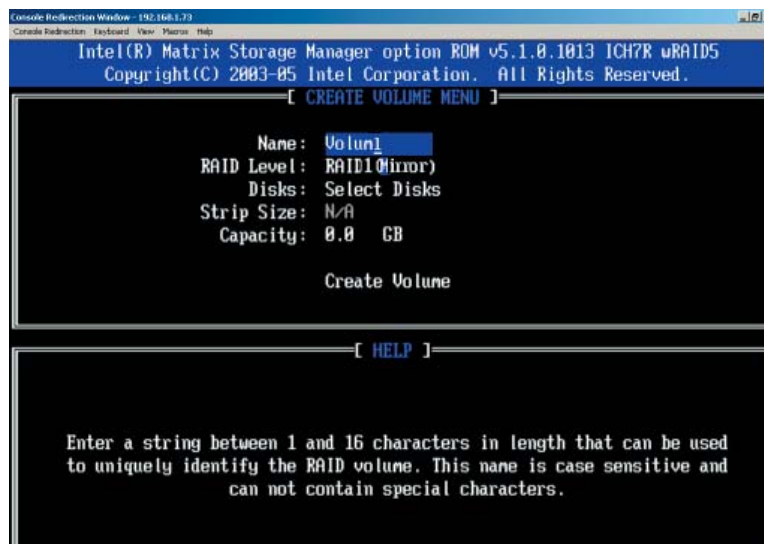 Console Redirection Window - 192.168.1.73
Console Redirection Keyboard View Macros Help
Intel(R) Matrix Storage Manager option ROM v5.1.0.1013 ICH7R wRAID5
Copyright(C) 2003-05 Intel Corporation. All Rights Reserved.
[ CREATE VOLUME MENU ]
Name: Volum1
RAID Level: RAID1(Mirror)
Disks: Select Disks
Strip Size: N/A
Capacity: 0.0 GB
Create Volume
[ HELP ]
Enter a string between 1 and 16 characters in length that can be used
to uniquely identify the RAID volume. This name is case sensitive and
can not contain special characters.